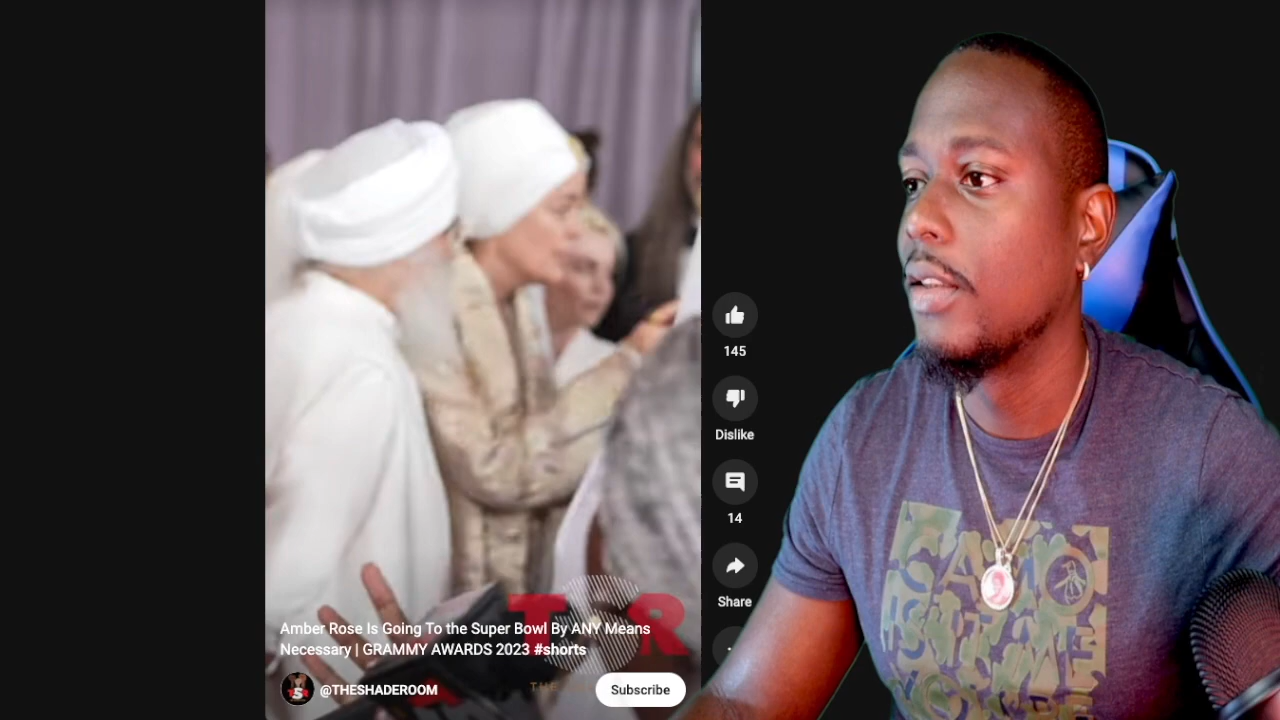 145
Dislike
14
Share
TSR
Amber Rose Is Going To the Super Bowl By ANY Means
Necessary | GRAMMY AWARDS 2023 #shorts
@THESHADEROOM
Subscribe